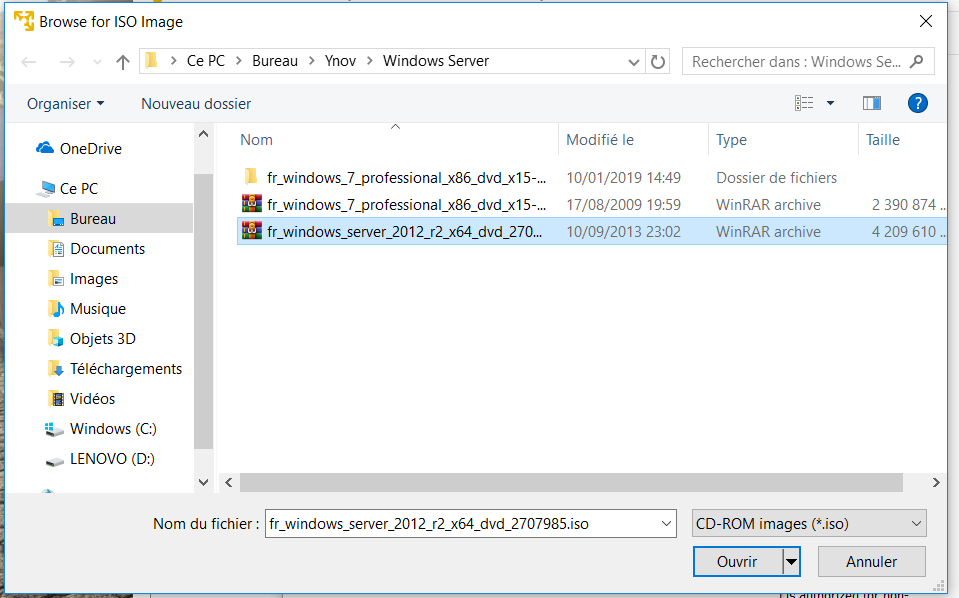 Browse for ISO Image
Ce PC Bureau Ynov Windows Server
Rechercher dans : Windows Se...
Organiser Nouveau dossier
?
Nom Modifié le Type Taille
OneDrive
Ce PC
Bureau
Documents
Images
Musique
Objets 3D
Téléchargements
Vidéos
Windows (C:)
LENOVO (D:)
fr_windows_7_professional_x86_dvd_x15-... 10/01/2019 14:49 Dossier de fichiers
fr_windows_7_professional_x86_dvd_x15-... 17/08/2009 19:59 WinRAR archive 2 390 874 ..
fr_windows_server_2012_r2_x64_dvd_270... 10/09/2013 23:02 WinRAR archive 4 209 610 ..
Nom du fichier : fr_windows_server_2012_r2_x64_dvd_2707985.iso CD-ROM images (*.iso)
Ouvrir Annuler
is authorized for non-